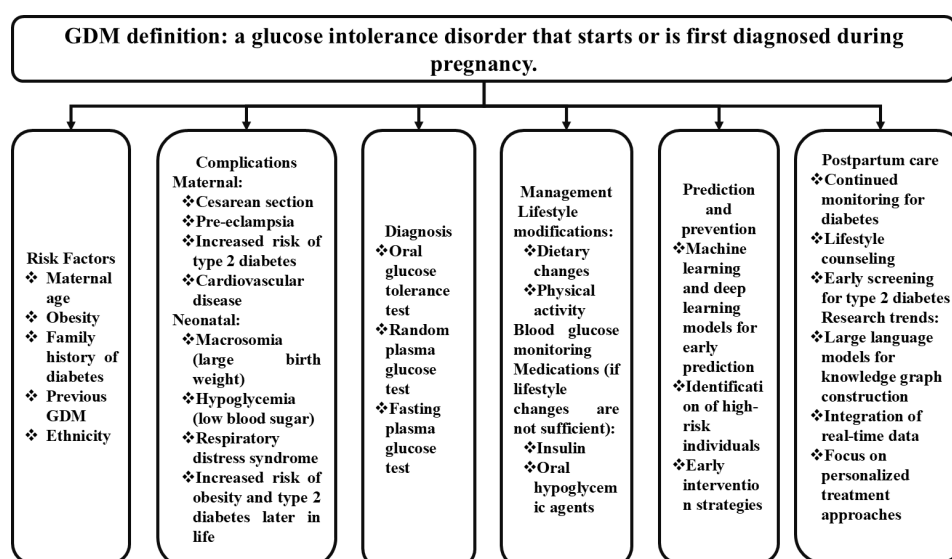 GDM definition: a glucose intolerance disorder that starts or is first diagnosed during
pregnancy.
Risk Factors
❖ Maternal
age
❖ Obesity
❖ Family
history of
diabetes
❖ Previous
GDM
❖ Ethnicity
Complications
Maternal:
❖Cesarean section
❖Pre-eclampsia
❖Increased risk of
type 2 diabetes
❖Cardiovascular
disease
Neonatal:
❖Macrosomia
(large birth
weight)
❖Hypoglycemia
(low blood sugar)
❖Respiratory
distress syndrome
❖Increased risk of
obesity and type 2
diabetes later in
life
Diagnosis
❖Oral
glucose
tolerance
test
❖Random
plasma
glucose
test
❖Fasting
plasma
glucose
test
Management
Lifestyle
modifications:
❖Dietary
changes
❖Physical
activity
Blood glucose
monitoring
Medications (if
lifestyle
changes are
not sufficient):
❖Insulin
❖Oral
hypoglycem
ic agents
Prediction
and
prevention
❖Machine
learning
and deep
learning
models for
early
prediction
❖Identificati
on of high-
risk
individuals
❖Early
interventio
n strategies
Postpartum care
❖Continued
monitoring for
diabetes
❖Lifestyle
counseling
❖Early screening
for type 2 diabetes
Research trends:
❖Large language
models for
knowledge graph
construction
❖Integration of
real-time data
❖Focus on
personalized
treatment
approaches